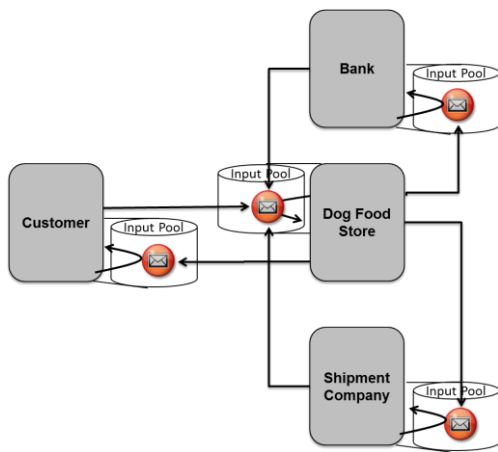 Bank
Input Pool
Input Pool
Customer
Dog Food
Store
Input Pool
Shipment
Company
Input Pool